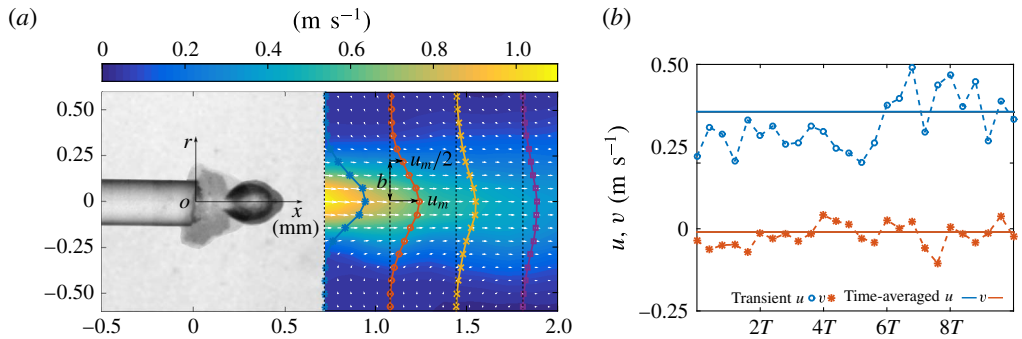 (a)
(m s⁻¹)
0 0.2 0.4 0.6 0.8 1.0
0.50
0.25
0
−0.25
−0.50
r
o
x
(mm)
u_m/2
b
u_m
−0.5 0 0.5 1.0 1.5 2.0
(b)
u, v (m s⁻¹)
0.50
0.25
0
−0.25
Transient u v Time-averaged u v
2T 4T 6T 8T